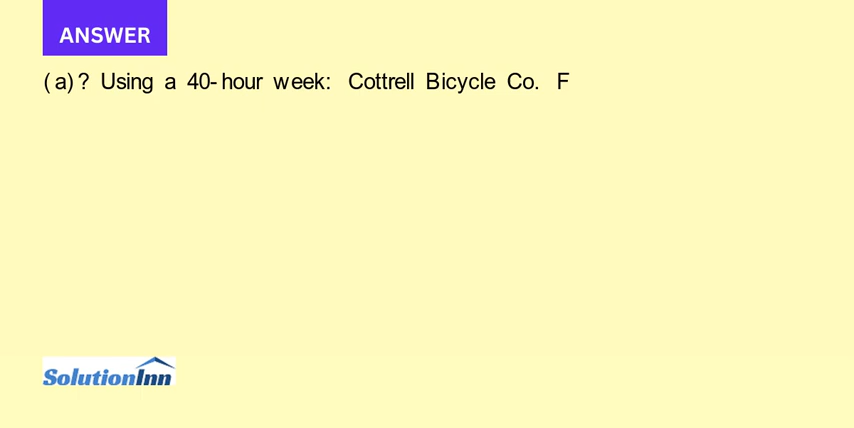 ANSWER
(a)? Using a 40-hour week: Cottrell Bicycle Co. F
SolutionInn